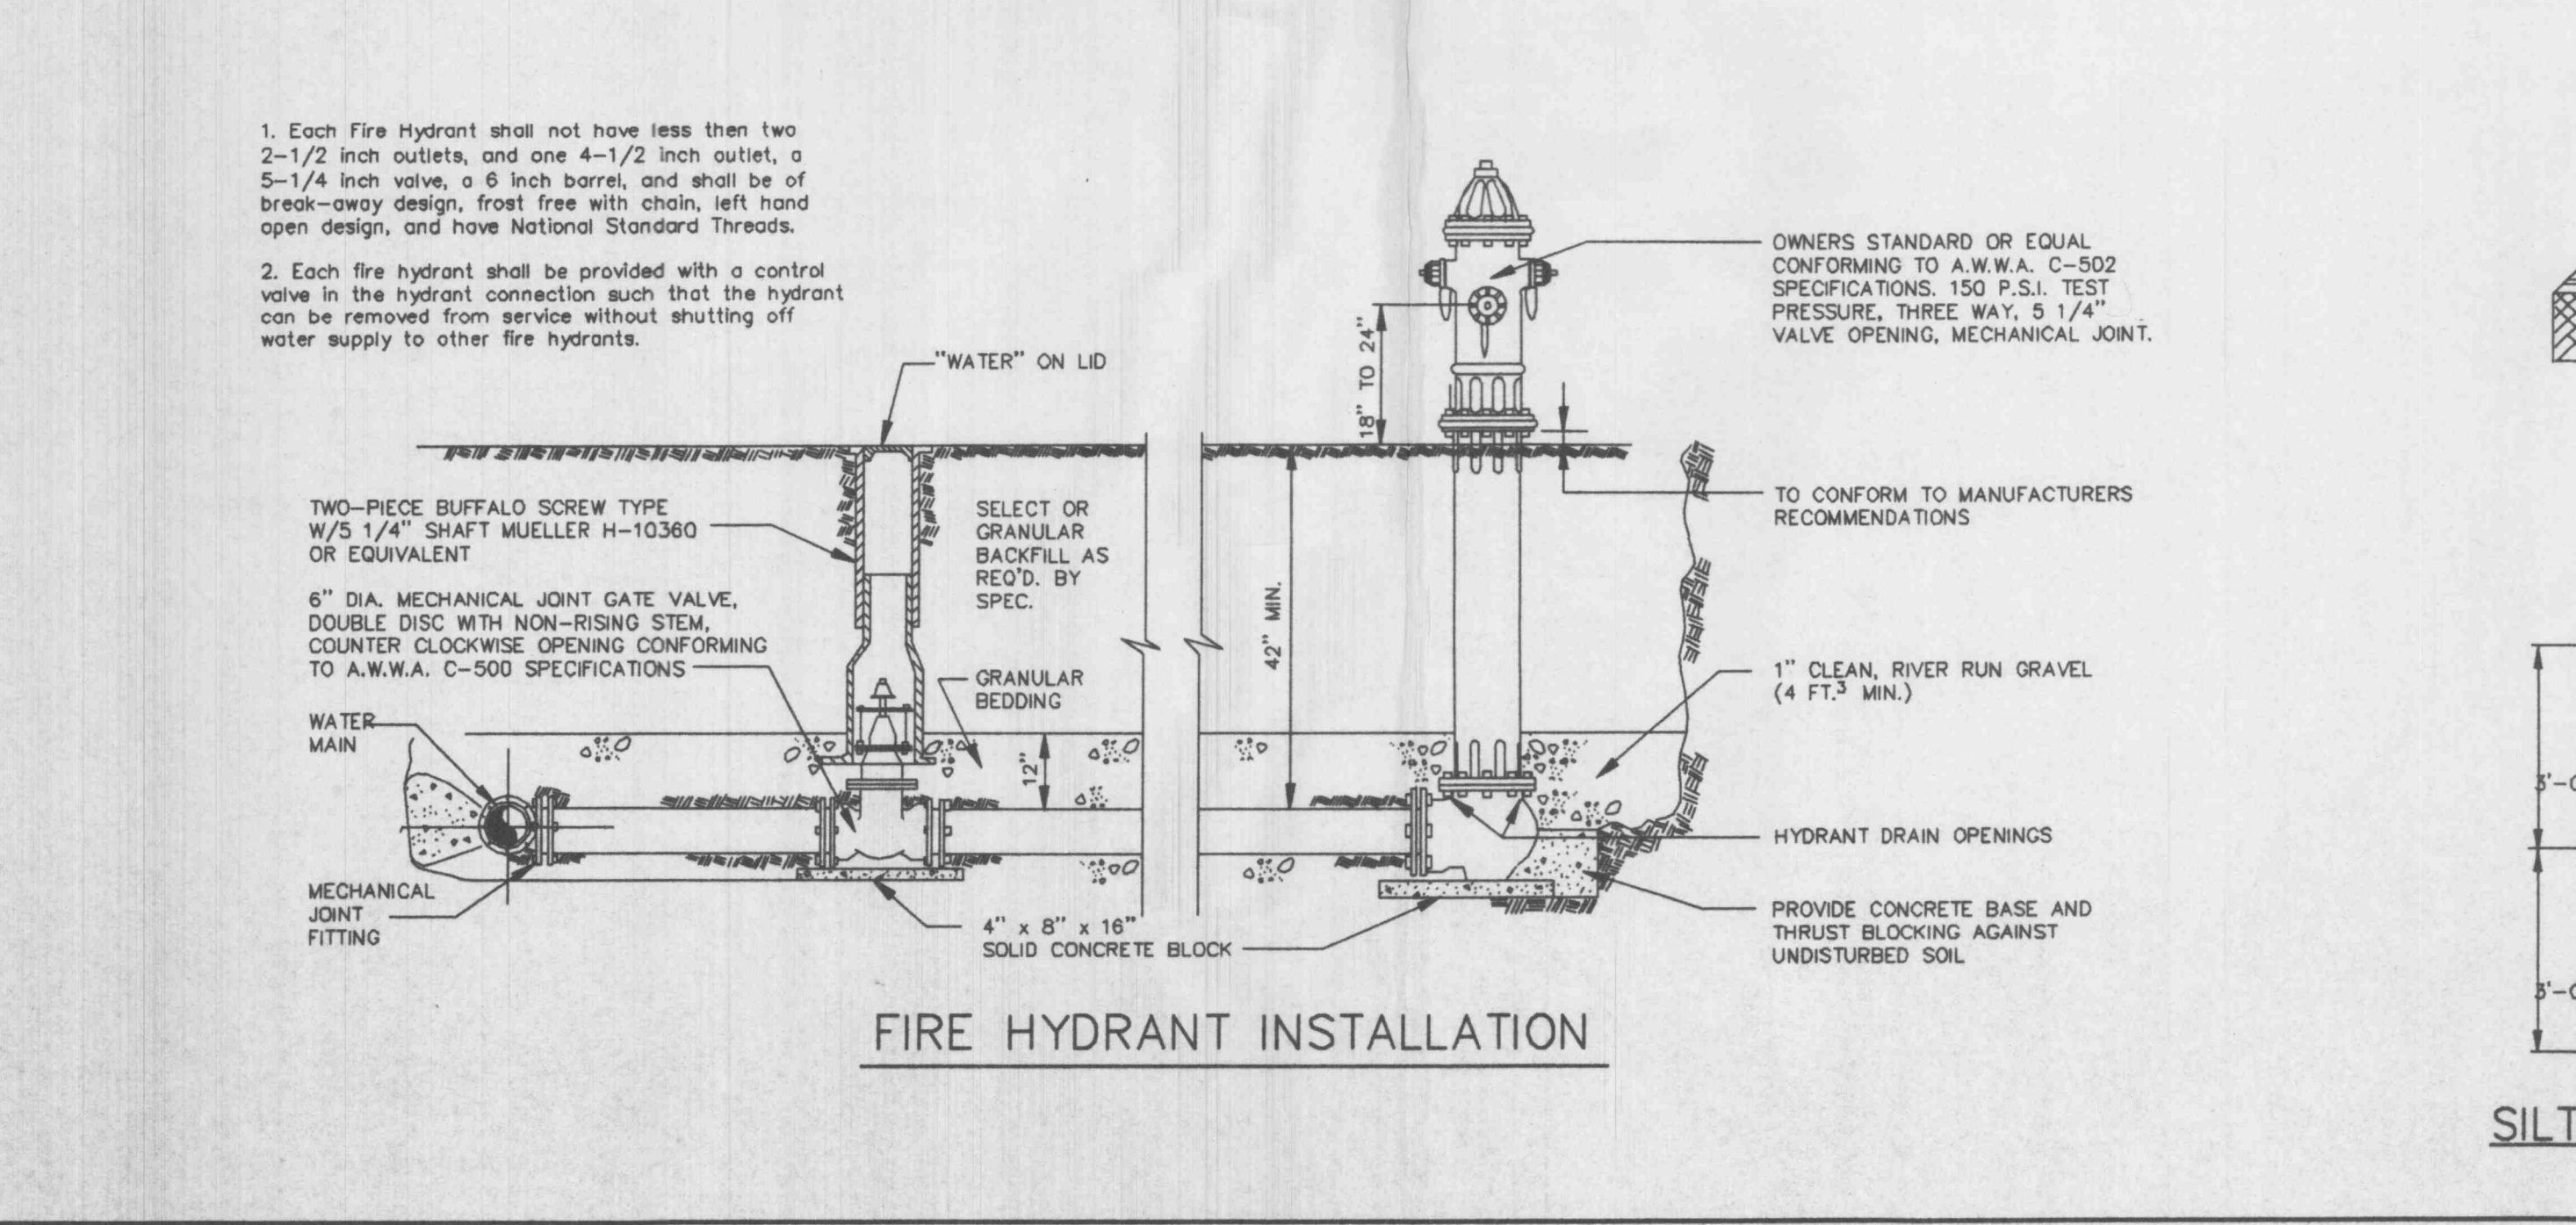 1. Each Fire Hydrant shall not have less then two
2-1/2 inch outlets, and one 4-1/2 inch outlet, a
5-1/4 inch valve, a 6 inch barrel, and shall be of
break-away design, frost free with chain, left hand
open design, and have National Standard Threads.
2. Each fire hydrant shall be provided with a control
valve in the hydrant connection such that the hydrant
can be removed from service without shutting off
water supply to other fire hydrants.
"WATER" ON LID
OWNERS STANDARD OR EQUAL
CONFORMING TO A.W.W.A. C-502
SPECIFICATIONS. 150 P.S.I. TEST
PRESSURE, THREE WAY, 5 1/4"
VALVE OPENING, MECHANICAL JOINT.
18" TO 24"
TWO-PIECE BUFFALO SCREW TYPE
W/5 1/4" SHAFT MUELLER H-10360
OR EQUIVALENT
SELECT OR
GRANULAR
BACKFILL AS
REQ'D. BY
SPEC.
TO CONFORM TO MANUFACTURERS
RECOMMENDATIONS
6" DIA. MECHANICAL JOINT GATE VALVE,
DOUBLE DISC WITH NON-RISING STEM,
COUNTER CLOCKWISE OPENING CONFORMING
TO A.W.W.A. C-500 SPECIFICATIONS
42" MIN.
GRANULAR
BEDDING
1" CLEAN, RIVER RUN GRAVEL
(4 FT.³ MIN.)
WATER
MAIN
12"
HYDRANT DRAIN OPENINGS
MECHANICAL
JOINT
FITTING
4" x 8" x 16"
SOLID CONCRETE BLOCK
PROVIDE CONCRETE BASE AND
THRUST BLOCKING AGAINST
UNDISTURBED SOIL
FIRE HYDRANT INSTALLATION
SILT